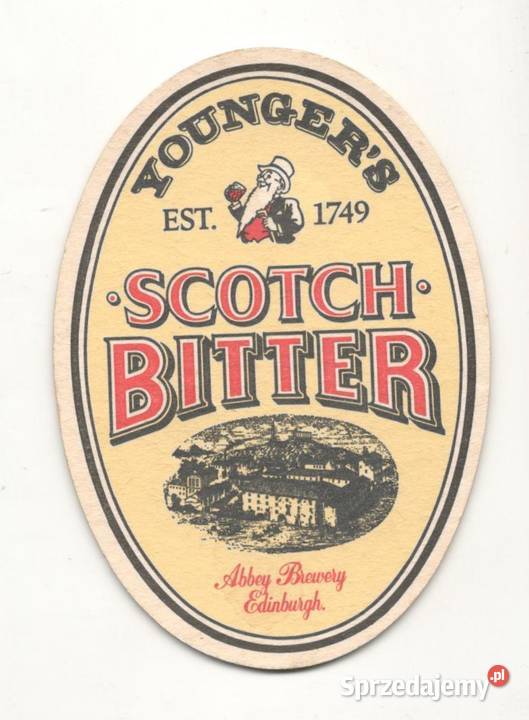 YOUNGER'S
EST. 1749
·SCOTCH·
BITTER
Abbey Brewery
Edinburgh.
Sprzedajemy.pl